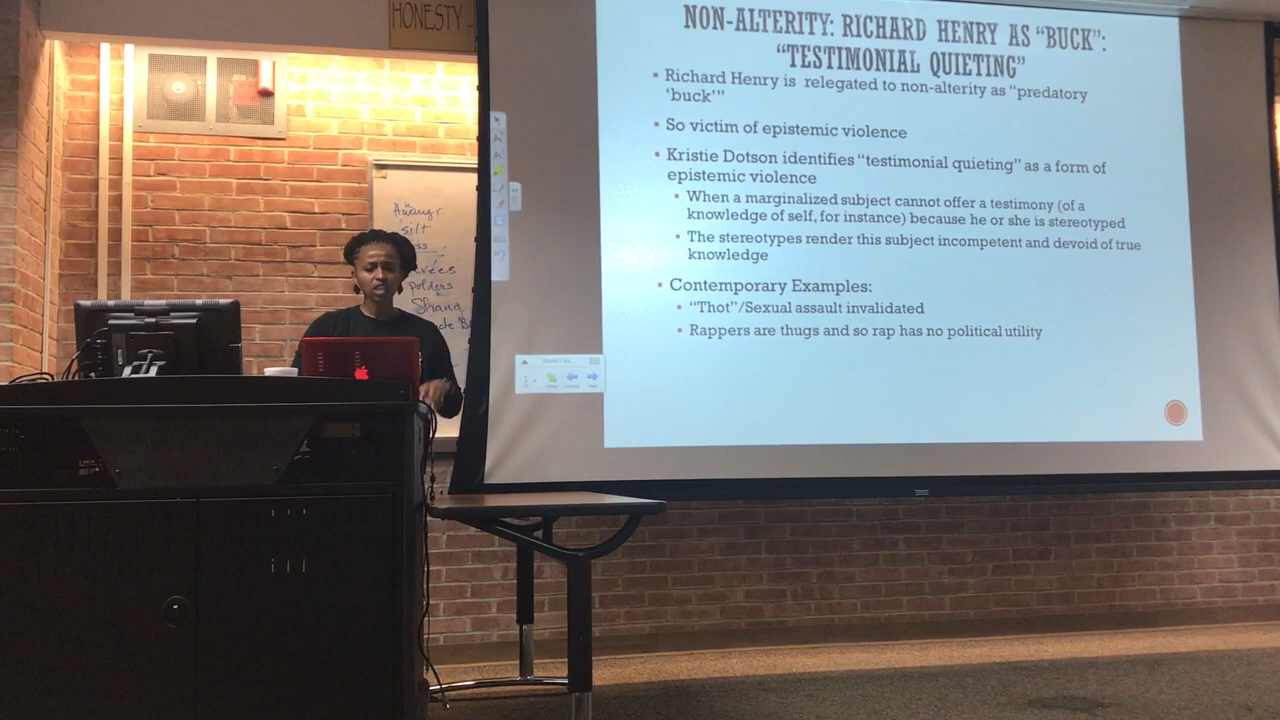 HONESTY -
NON-ALTERITY: RICHARD HENRY AS “BUCK”:
“TESTIMONIAL QUIETING”
Richard Henry is relegated to non-alterity as “predatory
‘buck’”
So victim of epistemic violence
Kristie Dotson identifies “testimonial quieting” as a form of
epistemic violence
When a marginalized subject cannot offer a testimony (of a
knowledge of self, for instance) because he or she is stereotyped
The stereotypes render this subject incompetent and devoid of true
knowledge
Contemporary Examples:
“Thot”/Sexual assault invalidated
Rappers are thugs and so rap has no political utility
silt
polders